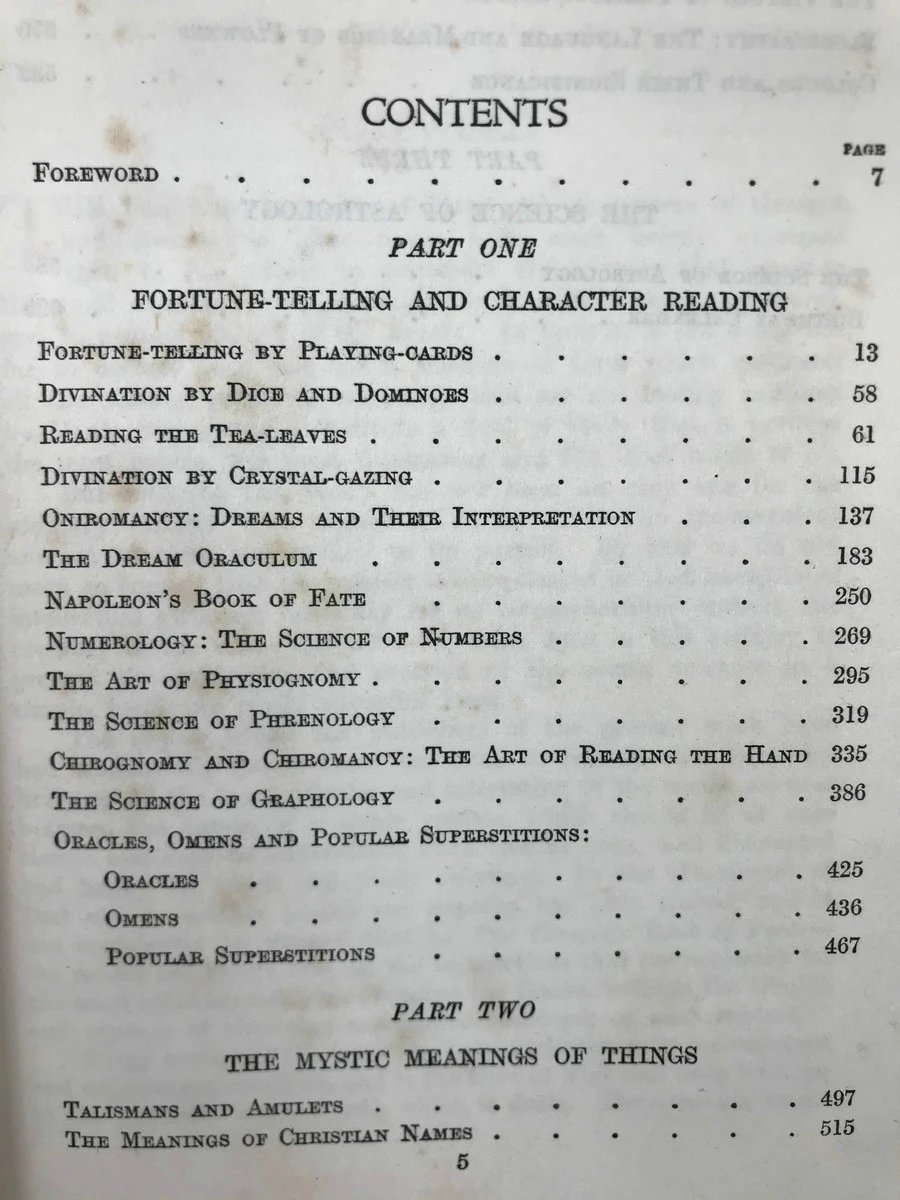 CONTENTS
PAGE
FOREWORD . . . . . . . . . . . 7
PART ONE
FORTUNE-TELLING AND CHARACTER READING
FORTUNE-TELLING BY PLAYING-CARDS . . . . . . 13
DIVINATION BY DICE AND DOMINOES . . . . . . 58
READING THE TEA-LEAVES . . . . . . . . 61
DIVINATION BY CRYSTAL-GAZING . . . . . . . 115
ONIROMANCY: DREAMS AND THEIR INTERPRETATION . . . 137
THE DREAM ORACULUM . . . . . . . . 183
NAPOLEON'S BOOK OF FATE . . . . . . . 250
NUMEROLOGY: THE SCIENCE OF NUMBERS . . . . . 269
THE ART OF PHYSIOGNOMY . . . . . . . . 295
THE SCIENCE OF PHRENOLOGY . . . . . . . 319
CHIROGNOMY AND CHIROMANCY: THE ART OF READING THE HAND 335
THE SCIENCE OF GRAPHOLOGY . . . . . . . 386
ORACLES, OMENS AND POPULAR SUPERSTITIONS:
ORACLES . . . . . . . . . . 425
OMENS . . . . . . . . . . 436
POPULAR SUPERSTITIONS . . . . . . . 467
PART TWO
THE MYSTIC MEANINGS OF THINGS
TALISMANS AND AMULETS . . . . . . . . 497
THE MEANINGS OF CHRISTIAN NAMES . . . . . . 515
5